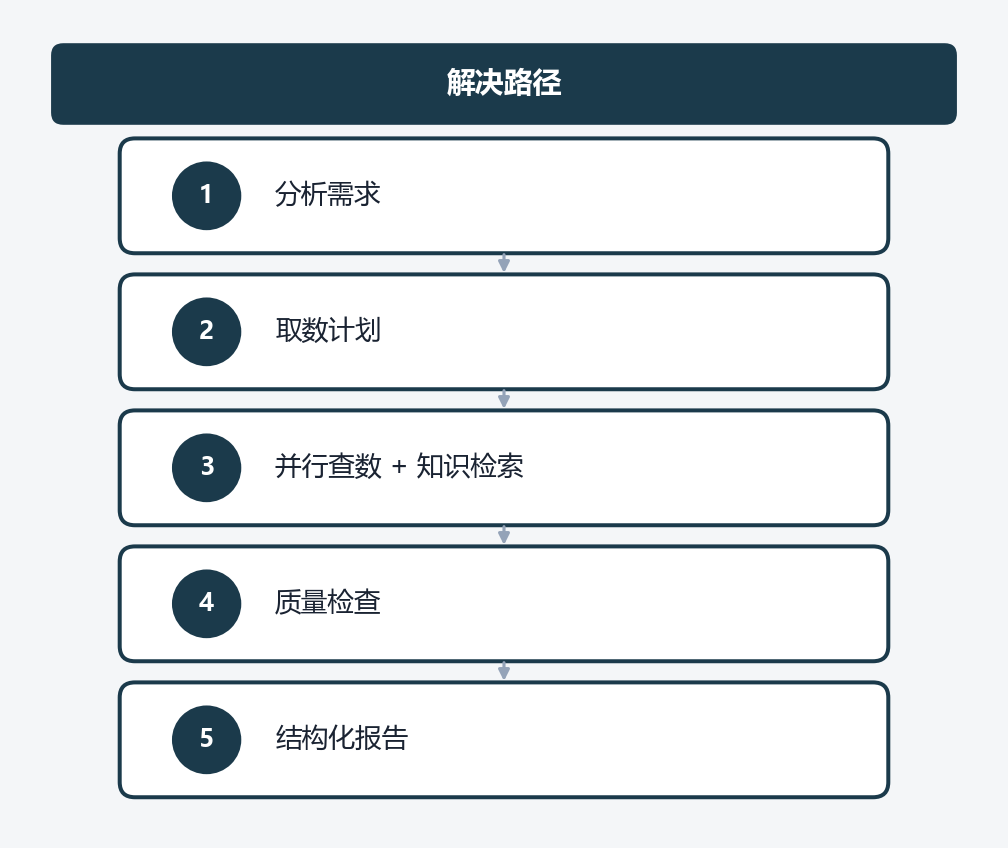 解决路径
1 分析需求
2 取数计划
3 并行查数 + 知识检索
4 质量检查
5 结构化报告